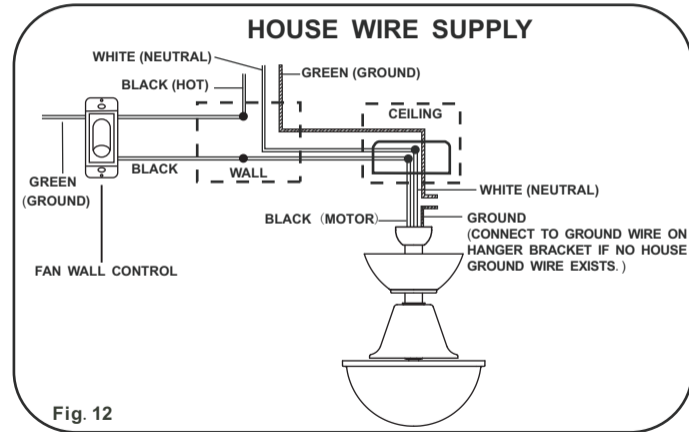 HOUSE WIRE SUPPLY
WHITE (NEUTRAL)
GREEN (GROUND)
BLACK (HOT)
CEILING
BLACK
WALL
GREEN
(GROUND)
WHITE (NEUTRAL)
BLACK (MOTOR)
GROUND
(CONNECT TO GROUND WIRE ON
HANGER BRACKET IF NO HOUSE
GROUND WIRE EXISTS. )
FAN WALL CONTROL
Fig. 12